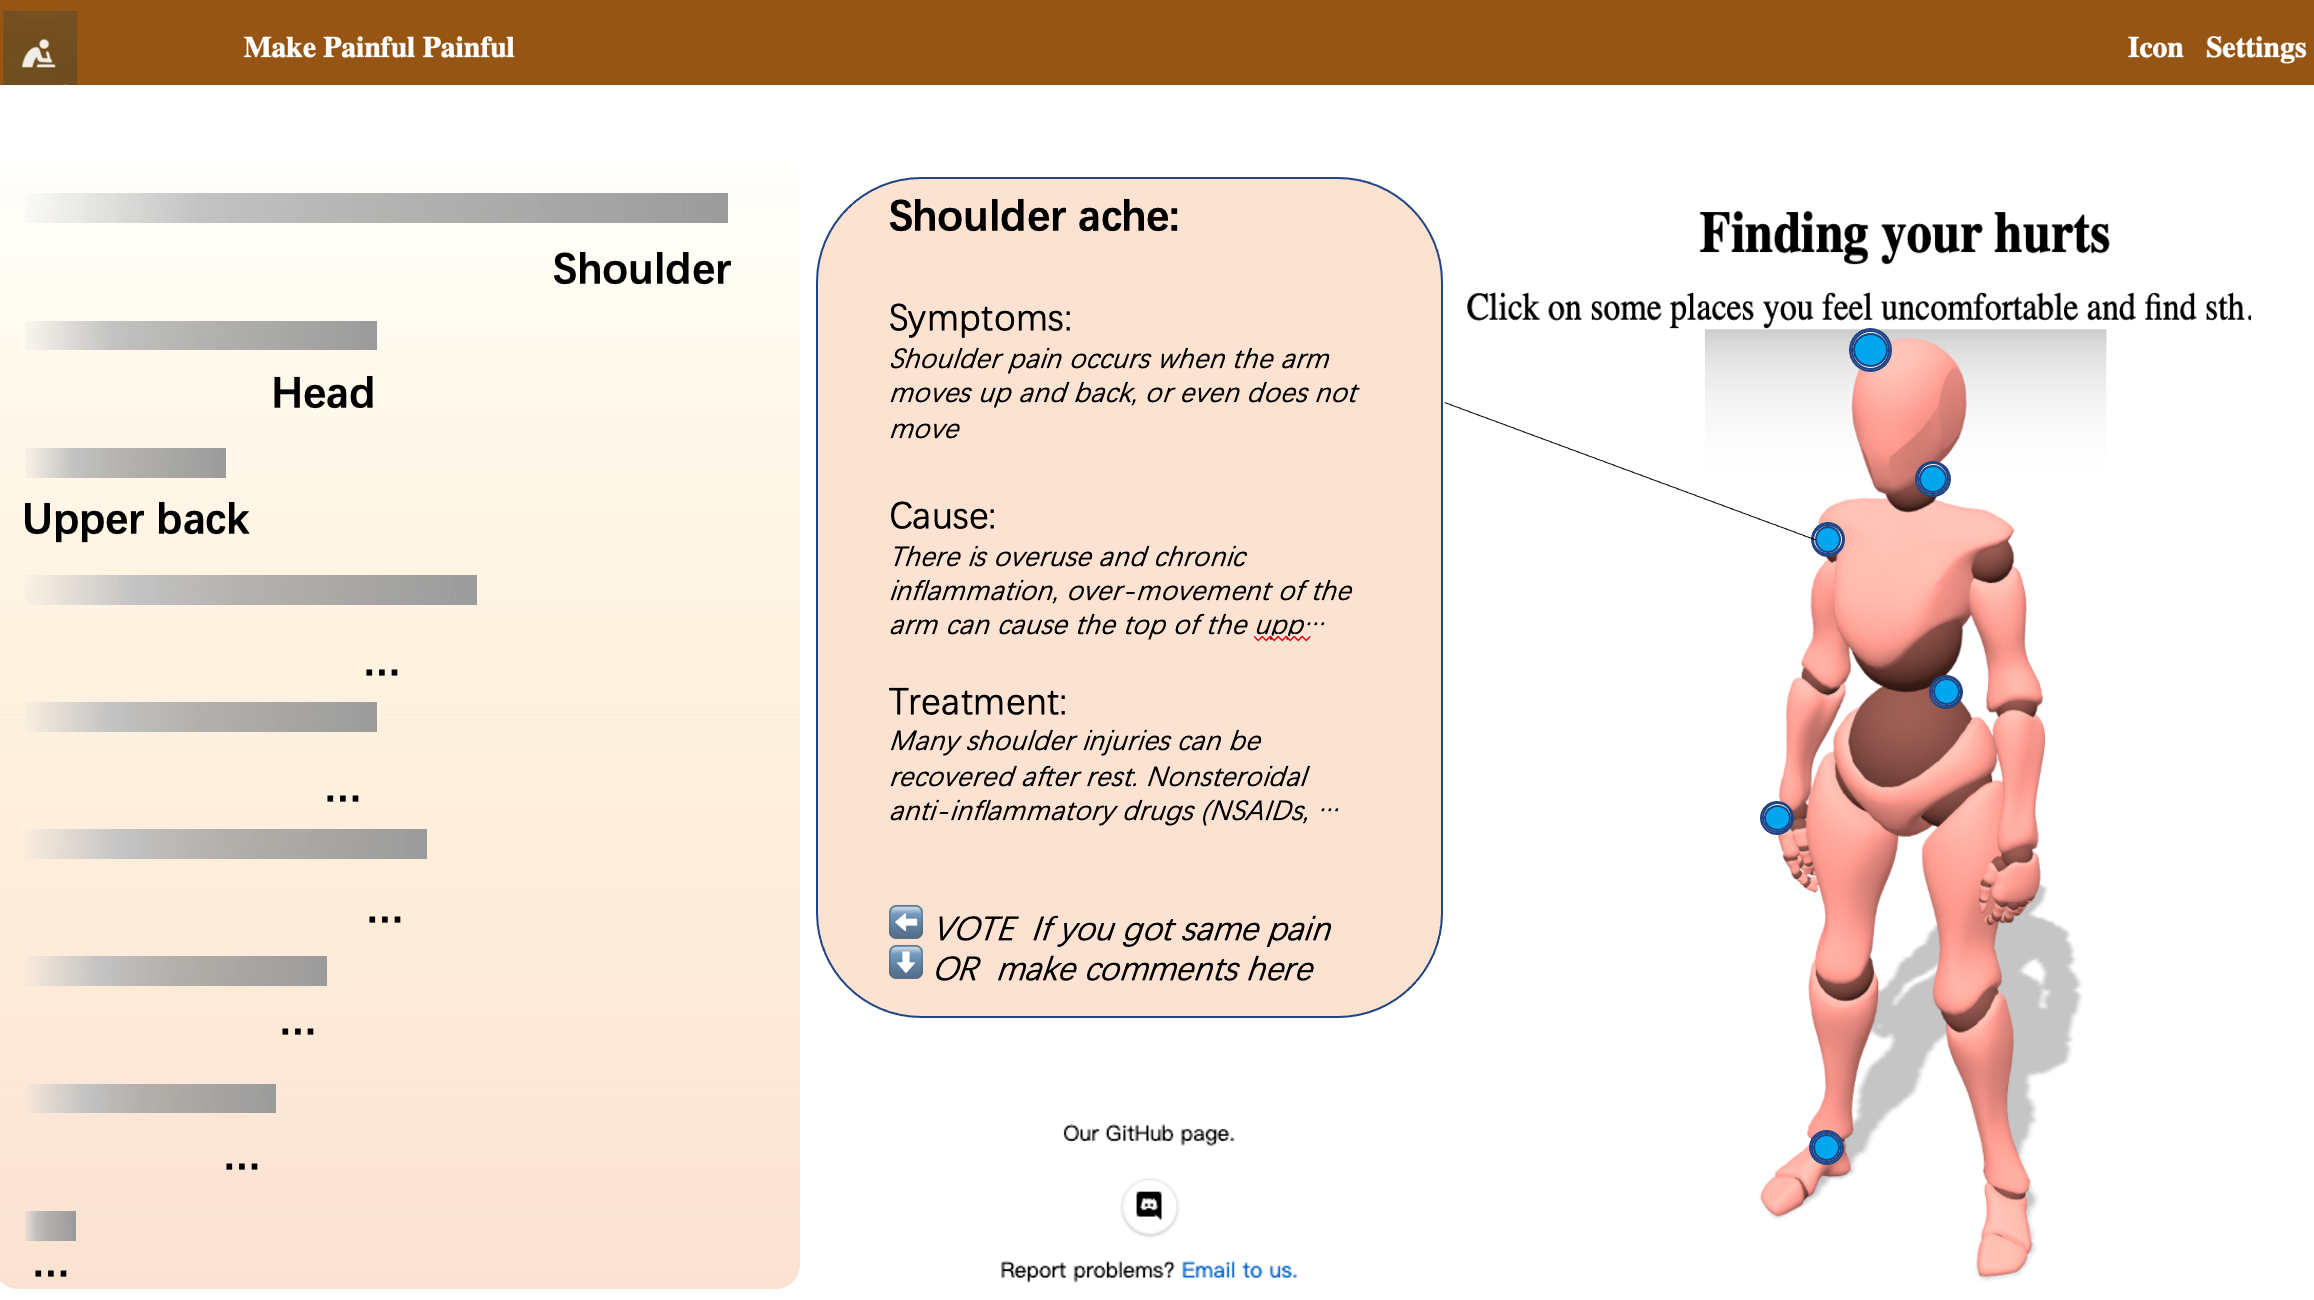 Make Painful Painful
Icon Settings
Shoulder
Head
Upper back
...
...
...
...
...
...
Shoulder ache:
Symptoms:
Shoulder pain occurs when the arm
moves up and back, or even does not
move
Cause:
There is overuse and chronic
inflammation, over-movement of the
arm can cause the top of the upp…
Treatment:
Many shoulder injuries can be
recovered after rest. Nonsteroidal
anti-inflammatory drugs (NSAIDs, …
VOTE If you got same pain
OR make comments here
Our GitHub page.
Report problems? Email to us.
Finding your hurts
Click on some places you feel uncomfortable and find sth.